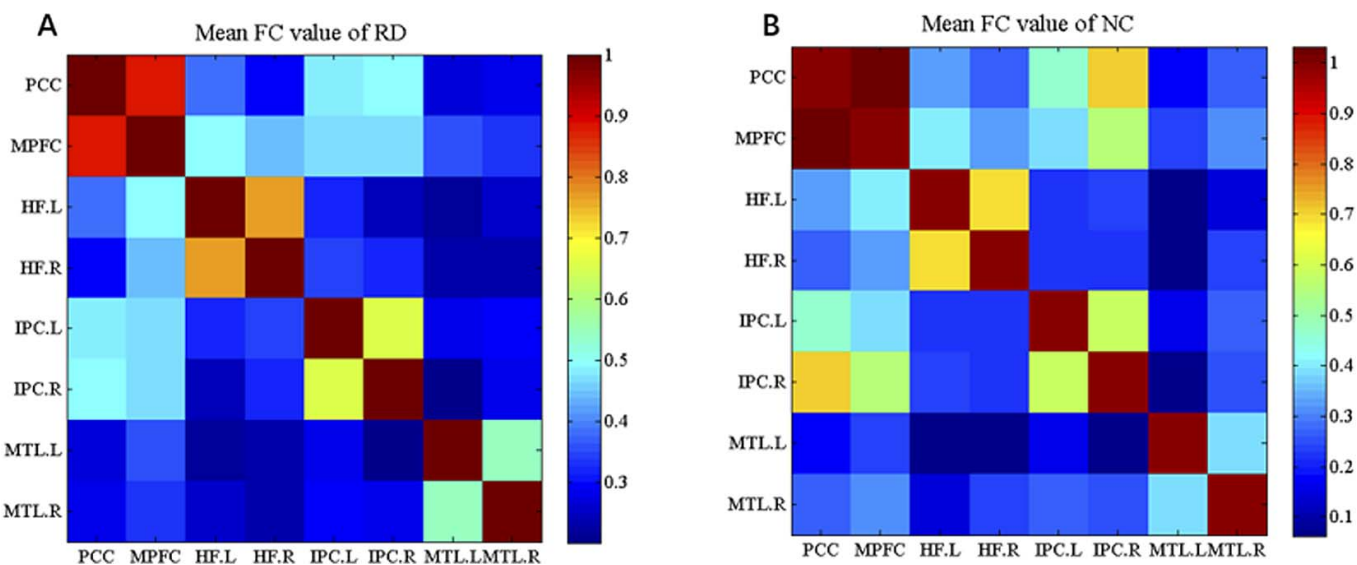 A
Mean FC value of RD
PCC
MPFC
HF.L
HF.R
IPC.L
IPC.R
MTL.L
MTL.R
PCC MPFC HF.L HF.R IPC.L IPC.R MTL.L MTL.R
1
0.9
0.8
0.7
0.6
0.5
0.4
0.3
B
Mean FC value of NC
PCC
MPFC
HF.L
HF.R
IPC.L
IPC.R
MTL.L
MTL.R
PCC MPFC HF.L HF.R IPC.L IPC.R MTL.L MTL.R
1
0.9
0.8
0.7
0.6
0.5
0.4
0.3
0.2
0.1